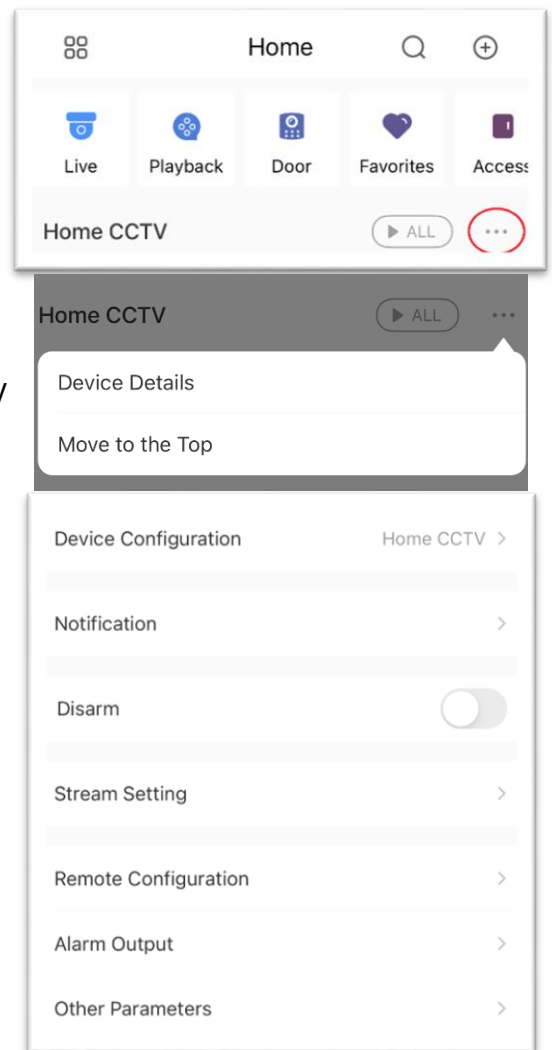 Home
Live Playback Door Favorites Access
Home CCTV ALL ...
Home CCTV ALL ...
Device Details
Move to the Top
Device Configuration Home CCTV >
Notification >
Disarm
Stream Setting >
Remote Configuration >
Alarm Output >
Other Parameters >